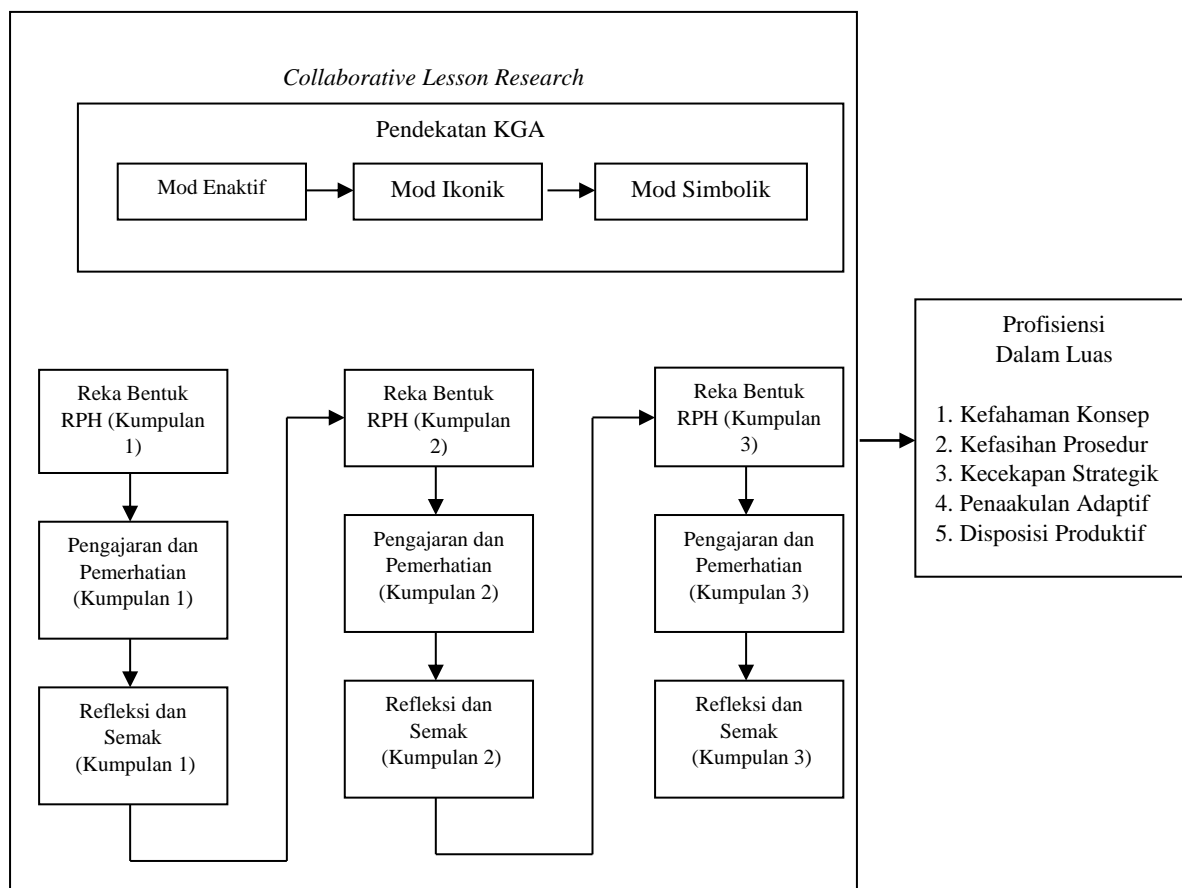 Collaborative Lesson Research
Pendekatan KGA
Mod Enaktif
Mod Ikonik
Mod Simbolik
Reka Bentuk
RPH (Kumpulan
1)
Pengajaran dan
Pemerhatian
(Kumpulan 1)
Refleksi dan
Semak
(Kumpulan 1)
Reka Bentuk
RPH (Kumpulan
2)
Pengajaran dan
Pemerhatian
(Kumpulan 2)
Refleksi dan
Semak
(Kumpulan 2)
Reka Bentuk
RPH (Kumpulan
3)
Pengajaran dan
Pemerhatian
(Kumpulan 3)
Refleksi dan
Semak
(Kumpulan 3)
Profisiensi
Dalam Luas
1. Kefahaman Konsep
2. Kefasihan Prosedur
3. Kecekapan Strategik
4. Penaakulan Adaptif
5. Disposisi Produktif